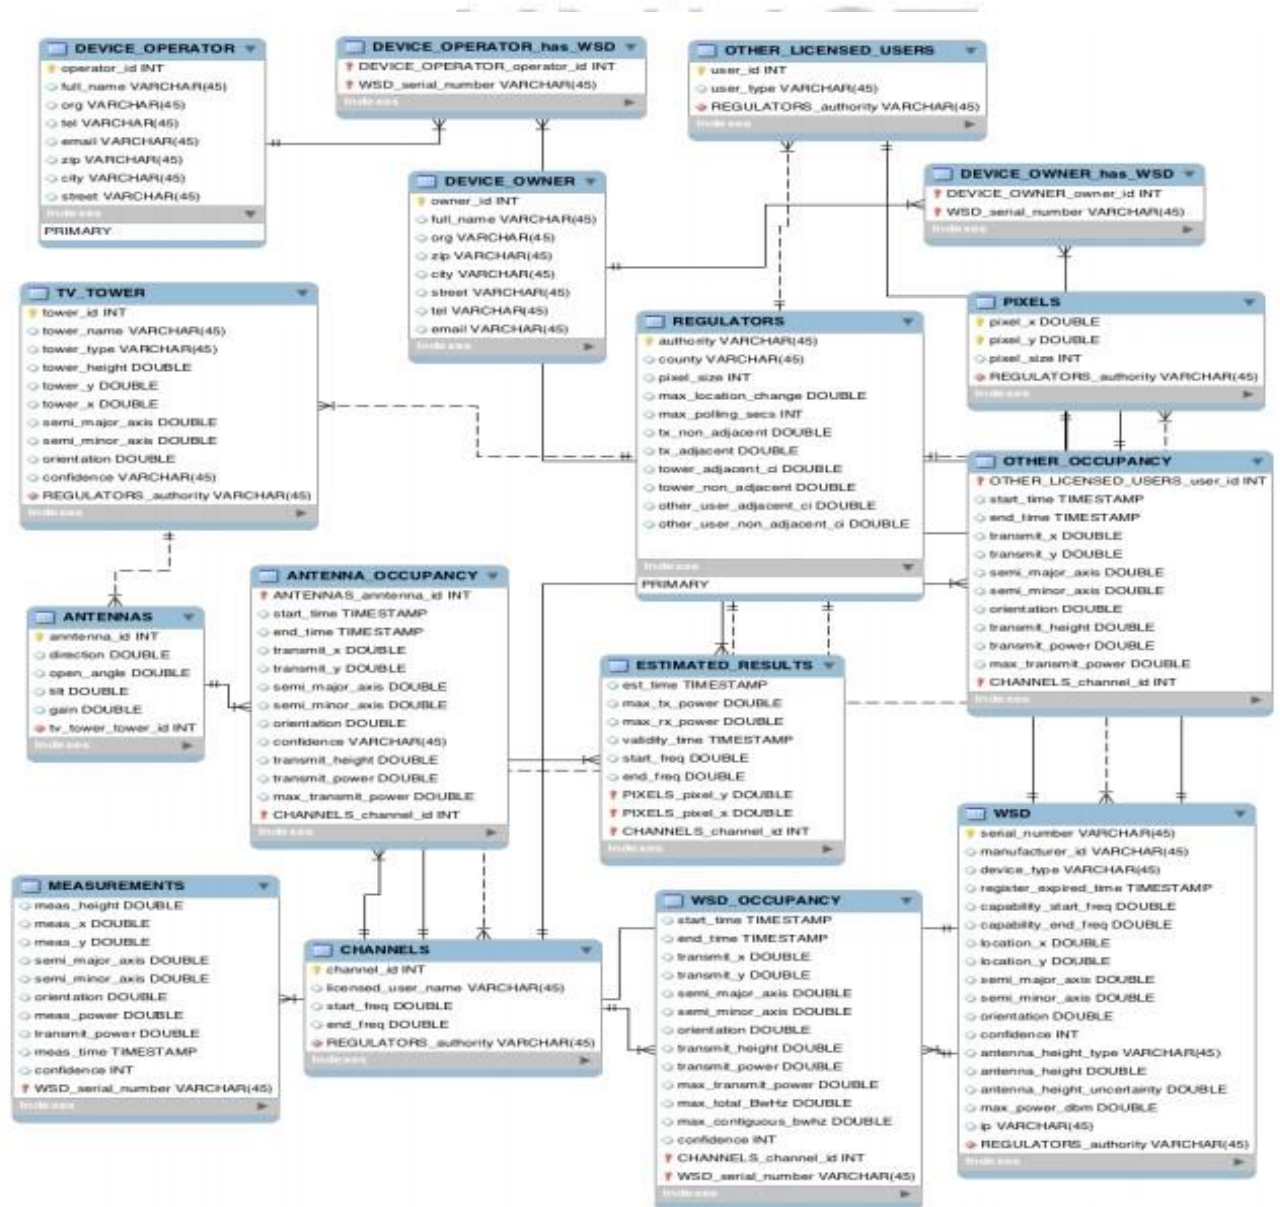 DEVICE_OPERATOR
operator_id INT
full_name VARCHAR(45)
org VARCHAR(45)
tel VARCHAR(45)
email VARCHAR(45)
zip VARCHAR(45)
city VARCHAR(45)
street VARCHAR(45)
Indexes
PRIMARY
DEVICE_OPERATOR_has_WSD
DEVICE_OPERATOR_operator_id INT
WSD_serial_number VARCHAR(45)
Indexes
OTHER_LICENSED_USERS
user_id INT
user_type VARCHAR(45)
REGULATORS_authority VARCHAR(45)
Indexes
DEVICE_OWNER
owner_id INT
full_name VARCHAR(45)
org VARCHAR(45)
zip VARCHAR(45)
city VARCHAR(45)
street VARCHAR(45)
tel VARCHAR(45)
email VARCHAR(45)
Indexes
DEVICE_OWNER_has_WSD
DEVICE_OWNER_owner_id INT
WSD_serial_number VARCHAR(45)
Indexes
TV_TOWER
tower_id INT
tower_name VARCHAR(45)
tower_type VARCHAR(45)
tower_height DOUBLE
tower_y DOUBLE
tower_x DOUBLE
semi_major_axis DOUBLE
semi_minor_axis DOUBLE
orientation DOUBLE
confidence VARCHAR(45)
REGULATORS_authority VARCHAR(45)
Indexes
REGULATORS
authority VARCHAR(45)
county VARCHAR(45)
pixel_size INT
max_location_change DOUBLE
max_polling_secs INT
tx_non_adjacent DOUBLE
tx_adjacent DOUBLE
tower_adjacent_ci DOUBLE
tower_non_adjacent DOUBLE
other_user_adjacent_ci DOUBLE
other_user_non_adjacent_ci DOUBLE
Indexes
PRIMARY
PIXELS
pixel_x DOUBLE
pixel_y DOUBLE
pixel_size INT
REGULATORS_authority VARCHAR(45)
OTHER_OCCUPANCY
OTHER_LICENSED_USERS_user_id INT
start_time TIMESTAMP
end_time TIMESTAMP
transmit_x DOUBLE
transmit_y DOUBLE
semi_major_axis DOUBLE
semi_minor_axis DOUBLE
orientation DOUBLE
transmit_height DOUBLE
transmit_power DOUBLE
max_transmit_power DOUBLE
CHANNELS_channel_id INT
Indexes
ANTENNAS
anntenna_id INT
direction DOUBLE
open_angle DOUBLE
tilt DOUBLE
gain DOUBLE
tv_tower_tower_id INT
Indexes
ANTENNA_OCCUPANCY
ANTENNAS_anntenna_id INT
start_time TIMESTAMP
end_time TIMESTAMP
transmit_x DOUBLE
transmit_y DOUBLE
semi_major_axis DOUBLE
semi_minor_axis DOUBLE
orientation DOUBLE
confidence VARCHAR(45)
transmit_height DOUBLE
transmit_power DOUBLE
max_transmit_power DOUBLE
CHANNELS_channel_id INT
Indexes
ESTIMATED_RESULTS
est_time TIMESTAMP
max_tx_power DOUBLE
max_rx_power DOUBLE
validity_time TIMESTAMP
start_freq DOUBLE
end_freq DOUBLE
PIXELS_pixel_y DOUBLE
PIXELS_pixel_x DOUBLE
CHANNELS_channel_id INT
Indexes
MEASUREMENTS
meas_height DOUBLE
meas_x DOUBLE
meas_y DOUBLE
semi_major_axis DOUBLE
semi_minor_axis DOUBLE
orientation DOUBLE
meas_power DOUBLE
transmit_power DOUBLE
meas_time TIMESTAMP
confidence INT
WSD_serial_number VARCHAR(45)
Indexes
CHANNELS
channel_id INT
licensed_user_name VARCHAR(45)
start_freq DOUBLE
end_freq DOUBLE
REGULATORS_authority VARCHAR(45)
Indexes
WSD_OCCUPANCY
start_time TIMESTAMP
end_time TIMESTAMP
transmit_x DOUBLE
transmit_y DOUBLE
semi_major_axis DOUBLE
semi_minor_axis DOUBLE
orientation DOUBLE
transmit_height DOUBLE
transmit_power DOUBLE
max_transmit_power DOUBLE
max_total_BwHz DOUBLE
max_contiguous_bwhz DOUBLE
confidence INT
CHANNELS_channel_id INT
WSD_serial_number VARCHAR(45)
Indexes
WSD
serial_number VARCHAR(45)
manufacturer_id VARCHAR(45)
device_type VARCHAR(45)
register_expired_time TIMESTAMP
capability_start_freq DOUBLE
capability_end_freq DOUBLE
location_x DOUBLE
location_y DOUBLE
semi_major_axis DOUBLE
semi_minor_axis DOUBLE
orientation DOUBLE
confidence INT
antenna_height_type VARCHAR(45)
antenna_height DOUBLE
antenna_height_uncertainty DOUBLE
max_power_dbm DOUBLE
ip VARCHAR(45)
REGULATORS_authority VARCHAR(45)
Indexes